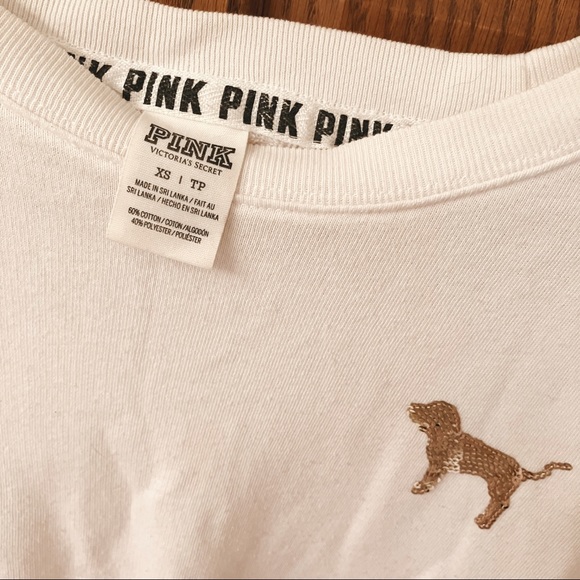 NK PINK PINK PINK
PINK
VICTORIA'S SECRET
XS | TP
MADE IN SRI LANKA / FAIT AU
SRI LANKA / HECHO EN SRI LANKA
60% COTTON / COTON / ALGODÓN
40% POLYESTER / POLIÉSTER